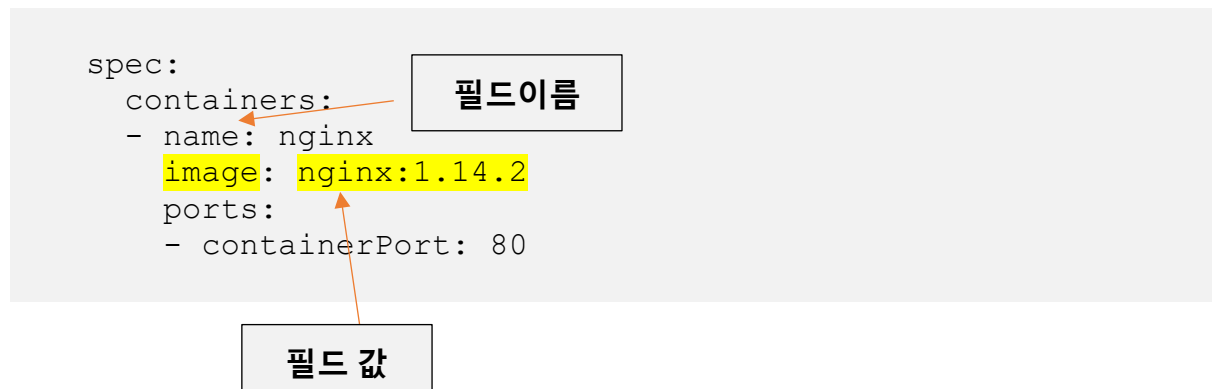 spec:
containers:
필드이름
- name: nginx
image: nginx:1.14.2
ports:
- containerPort: 80
필드 값